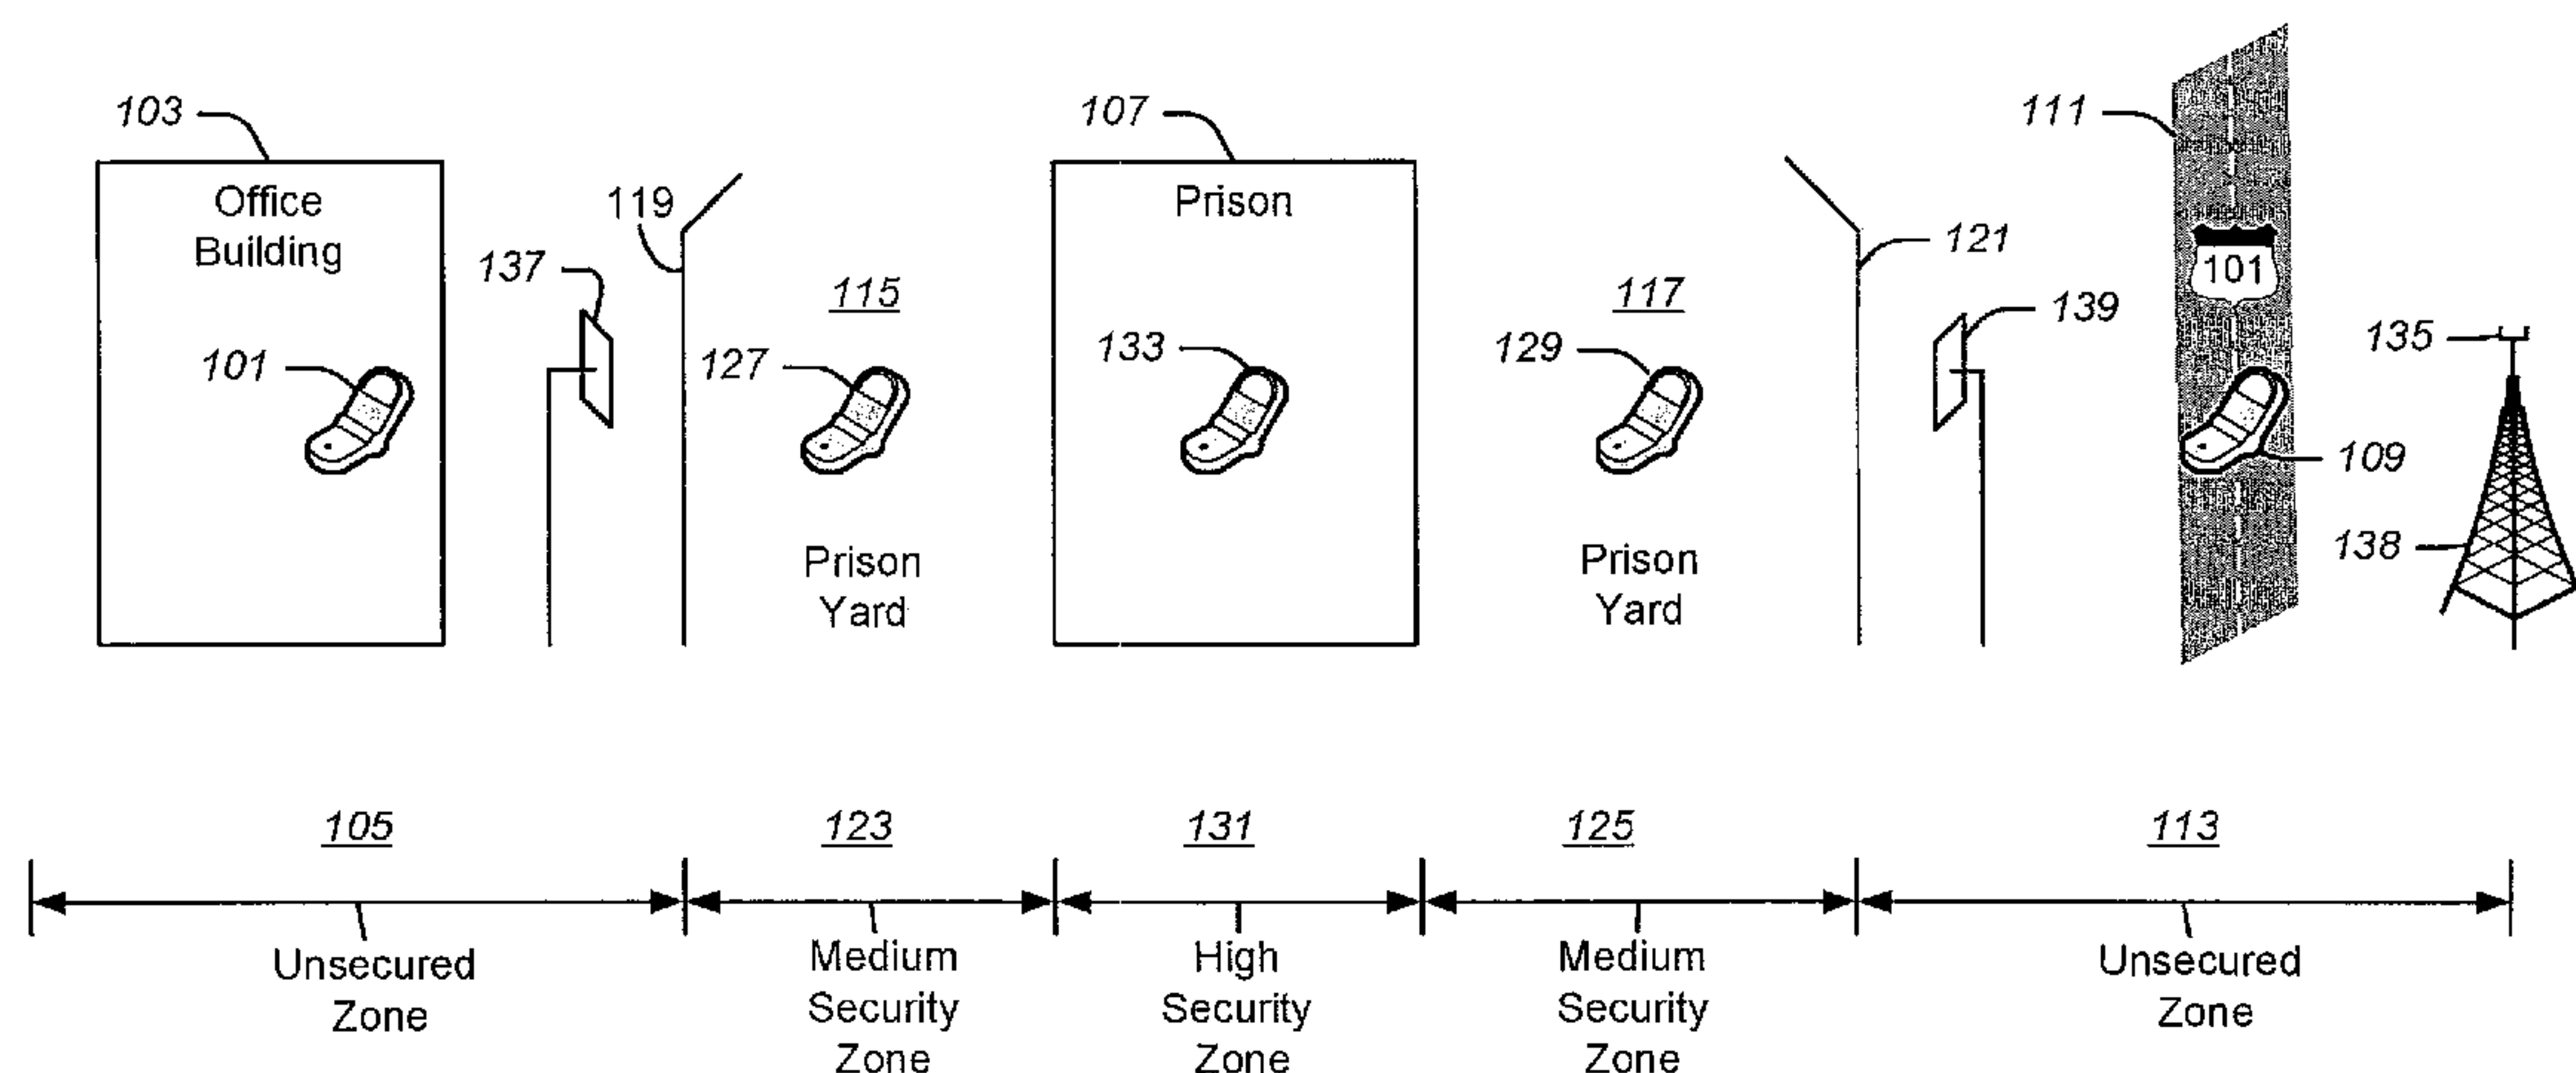 103
Office
Building
101
137
119
115
127
Prison
Yard
107
Prison
133
117
129
Prison
Yard
121
139
111
101
109
135
138
105
123
131
125
113
Unsecured
Zone
Medium
Security
Zone
High
Security
Zone
Medium
Security
Zone
Unsecured
Zone